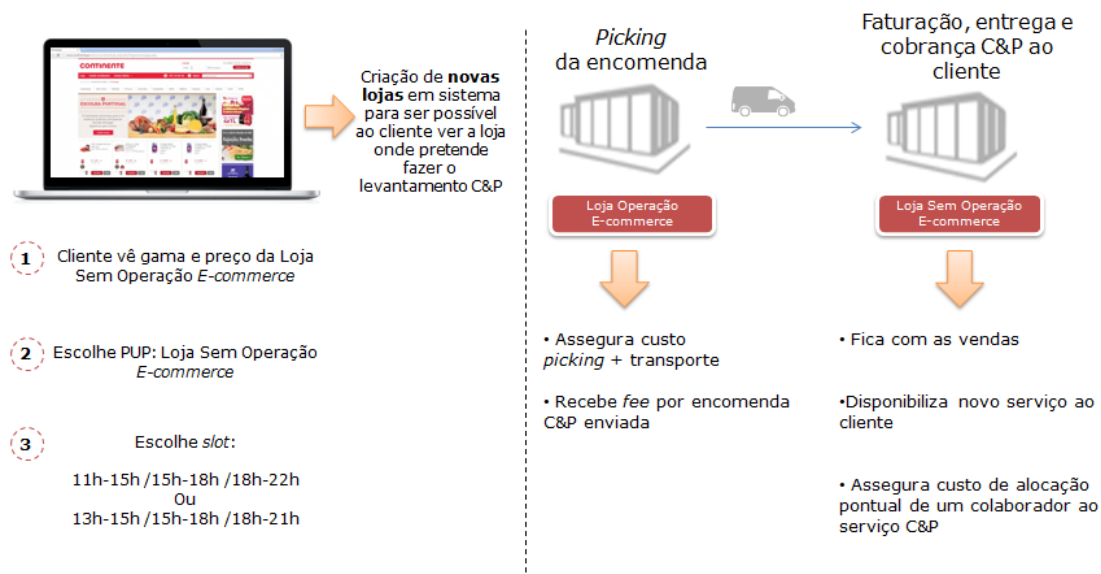 CONTINENTE
Criação de novas
lojas em sistema
para ser possível
ao cliente ver a loja
onde pretende
fazer o
levantamento C&P
1
Cliente vê gama e preço da Loja
Sem Operação E-commerce
2
Escolhe PUP: Loja Sem Operação
E-commerce
3
Escolhe slot:
11h-15h /15h-18h /18h-22h
Ou
13h-15h /15h-18h /18h-21h
Picking
da encomenda
Loja Operação
E-commerce
• Assegura custo
picking + transporte
• Recebe fee por encomenda
C&P enviada
Faturação, entrega e
cobrança C&P ao
cliente
Loja Sem Operação
E-commerce
• Fica com as vendas
•Disponibiliza novo serviço ao
cliente
• Assegura custo de alocação
pontual de um colaborador ao
serviço C&P